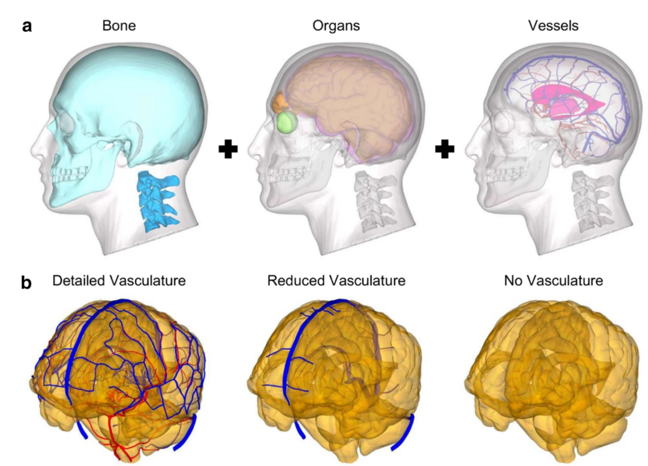 a
Bone
Organs
Vessels
b
Detailed Vasculature
Reduced Vasculature
No Vasculature